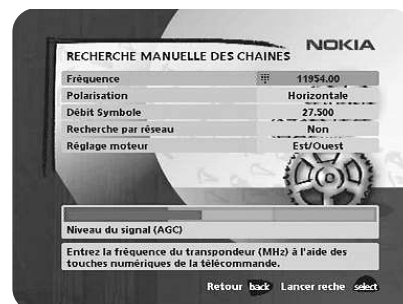 NOKIA
RECHERCHE MANUELLE DES CHAINES
Fréquence 11954.00
Polarisation Horizontale
Débit Symbole 27.500
Recherche par réseau Non
Réglage moteur Est/Ouest
Niveau du signal (AGC)
Entrez la fréquence du transpondeur (MHz) à l'aide des
touches numériques de la télécommande.
Retour back Lancer reche select